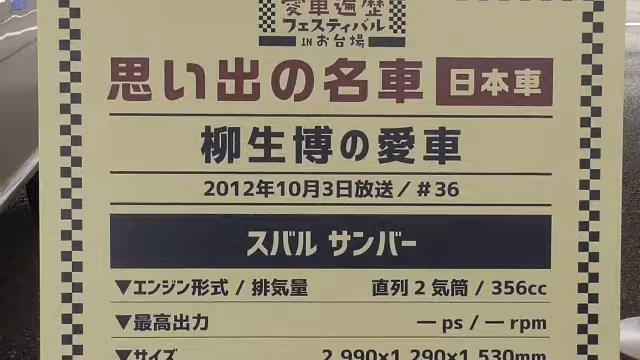 愛車遍歴
フェスティバル
INお台場
思い出の名車 日本車
柳生博の愛車
2012年10月3日放送／＃36
スバル サンバー
▼エンジン形式 / 排気量 直列 2 気筒 / 356cc
▼最高出力 ー ps / ー rpm
▼サイズ 2,990×1,290×1,530mm